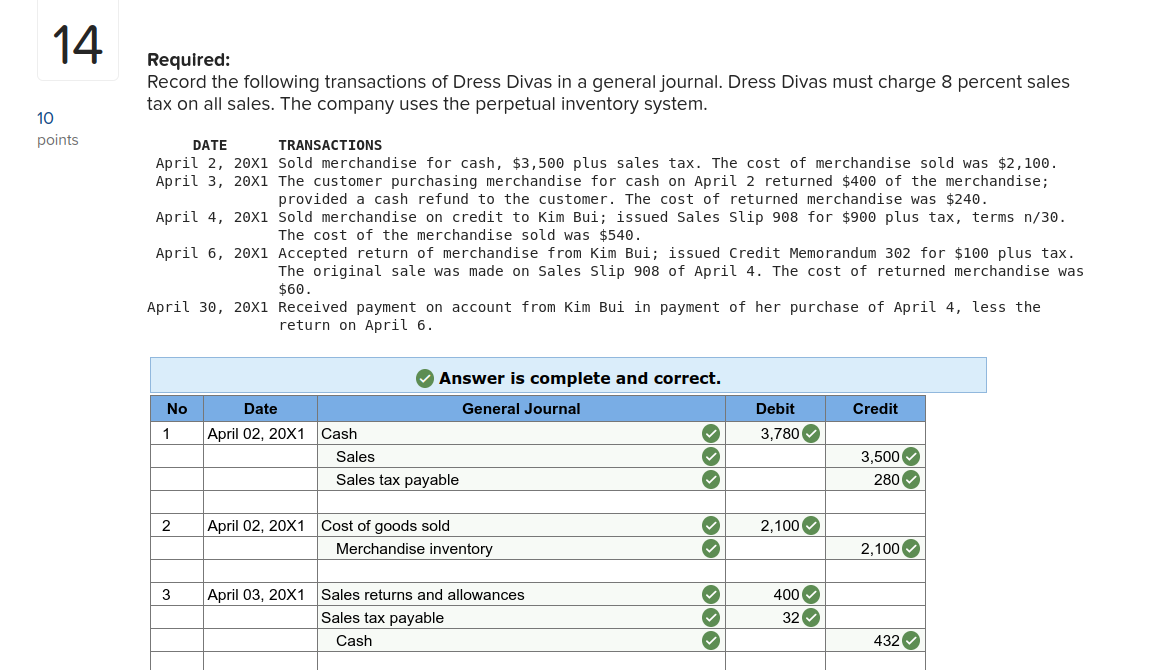 14
10
points
Required:
Record the following transactions of Dress Divas in a general journal. Dress Divas must charge 8 percent sales
tax on all sales. The company uses the perpetual inventory system.
DATE TRANSACTIONS
April 2, 20X1 Sold merchandise for cash, $3,500 plus sales tax. The cost of merchandise sold was $2,100.
April 3, 20X1 The customer purchasing merchandise for cash on April 2 returned $400 of the merchandise;
provided a cash refund to the customer. The cost of returned merchandise was $240.
April 4, 20X1 Sold merchandise on credit to Kim Bui; issued Sales Slip 908 for $900 plus tax, terms n/30.
The cost of the merchandise sold was $540.
April 6, 20X1 Accepted return of merchandise from Kim Bui; issued Credit Memorandum 302 for $100 plus tax.
The original sale was made on Sales Slip 908 of April 4. The cost of returned merchandise was
$60.
April 30, 20X1 Received payment on account from Kim Bui in payment of her purchase of April 4, less the
return on April 6.
Answer is complete and correct.
No Date General Journal Debit Credit
1 April 02, 20X1 Cash 3,780
Sales 3,500
Sales tax payable 280
2 April 02, 20X1 Cost of goods sold 2,100
Merchandise inventory 2,100
3 April 03, 20X1 Sales returns and allowances 400
Sales tax payable 32
Cash 432